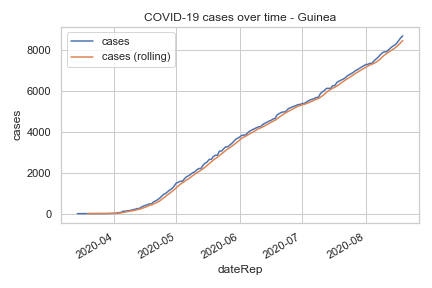 COVID-19 cases over time - Guinea
cases
cases (rolling)
8000
6000
4000
2000
0
cases
2020-04
2020-05
2020-06
2020-07
2020-08
dateRep